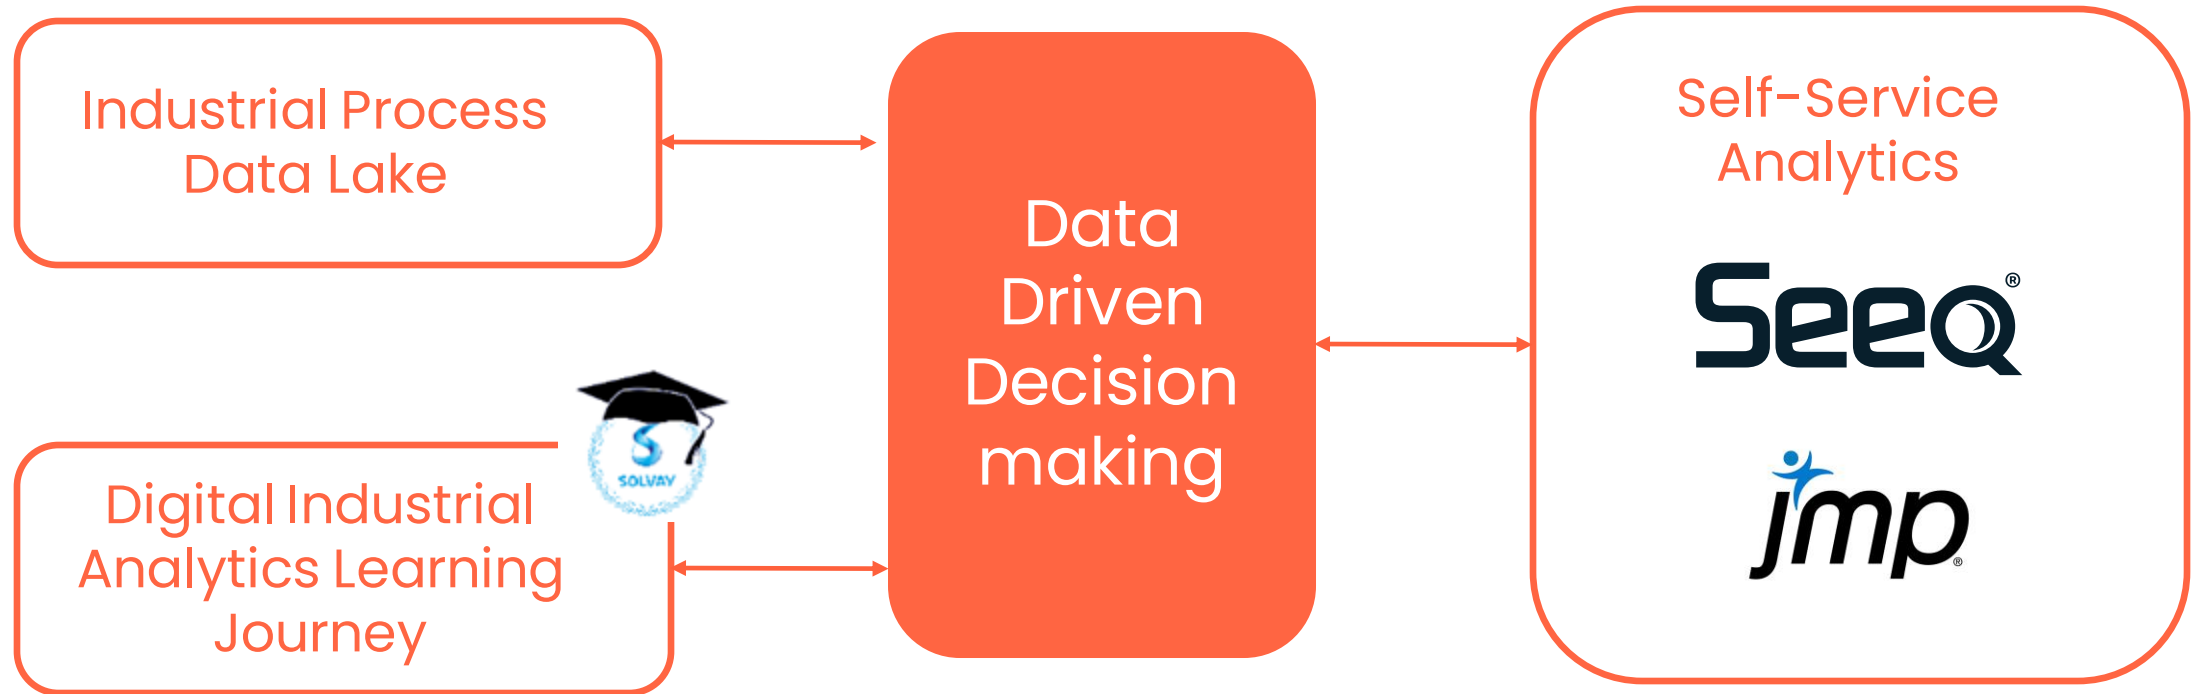 Industrial Process
Data Lake
Digital Industrial
Analytics Learning
Journey
SOLVAY
Data
Driven
Decision
making
Self-Service
Analytics
Seeq®
jmp®